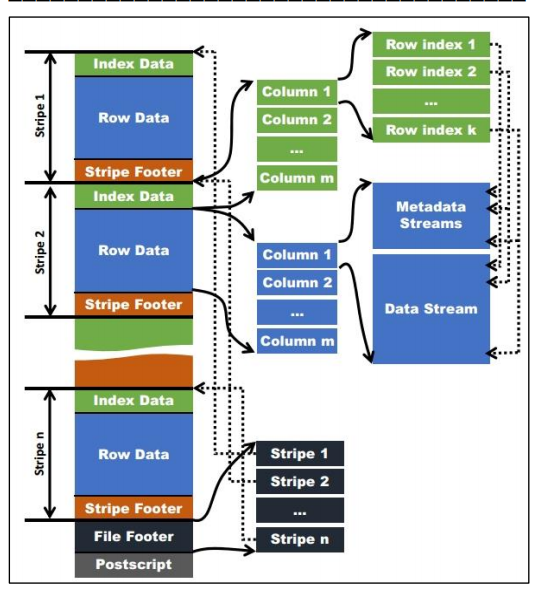 Stripe 1
Index Data
Row Data
Stripe Footer
Stripe 2
Index Data
Row Data
Stripe Footer
Stripe n
Index Data
Row Data
Stripe Footer
File Footer
Postscript
Column 1
Column 2
...
Column m
Column 1
Column 2
...
Column m
Stripe 1
Stripe 2
...
Stripe n
Row index 1
Row index 2
...
Row index k
Metadata
Streams
Data Stream